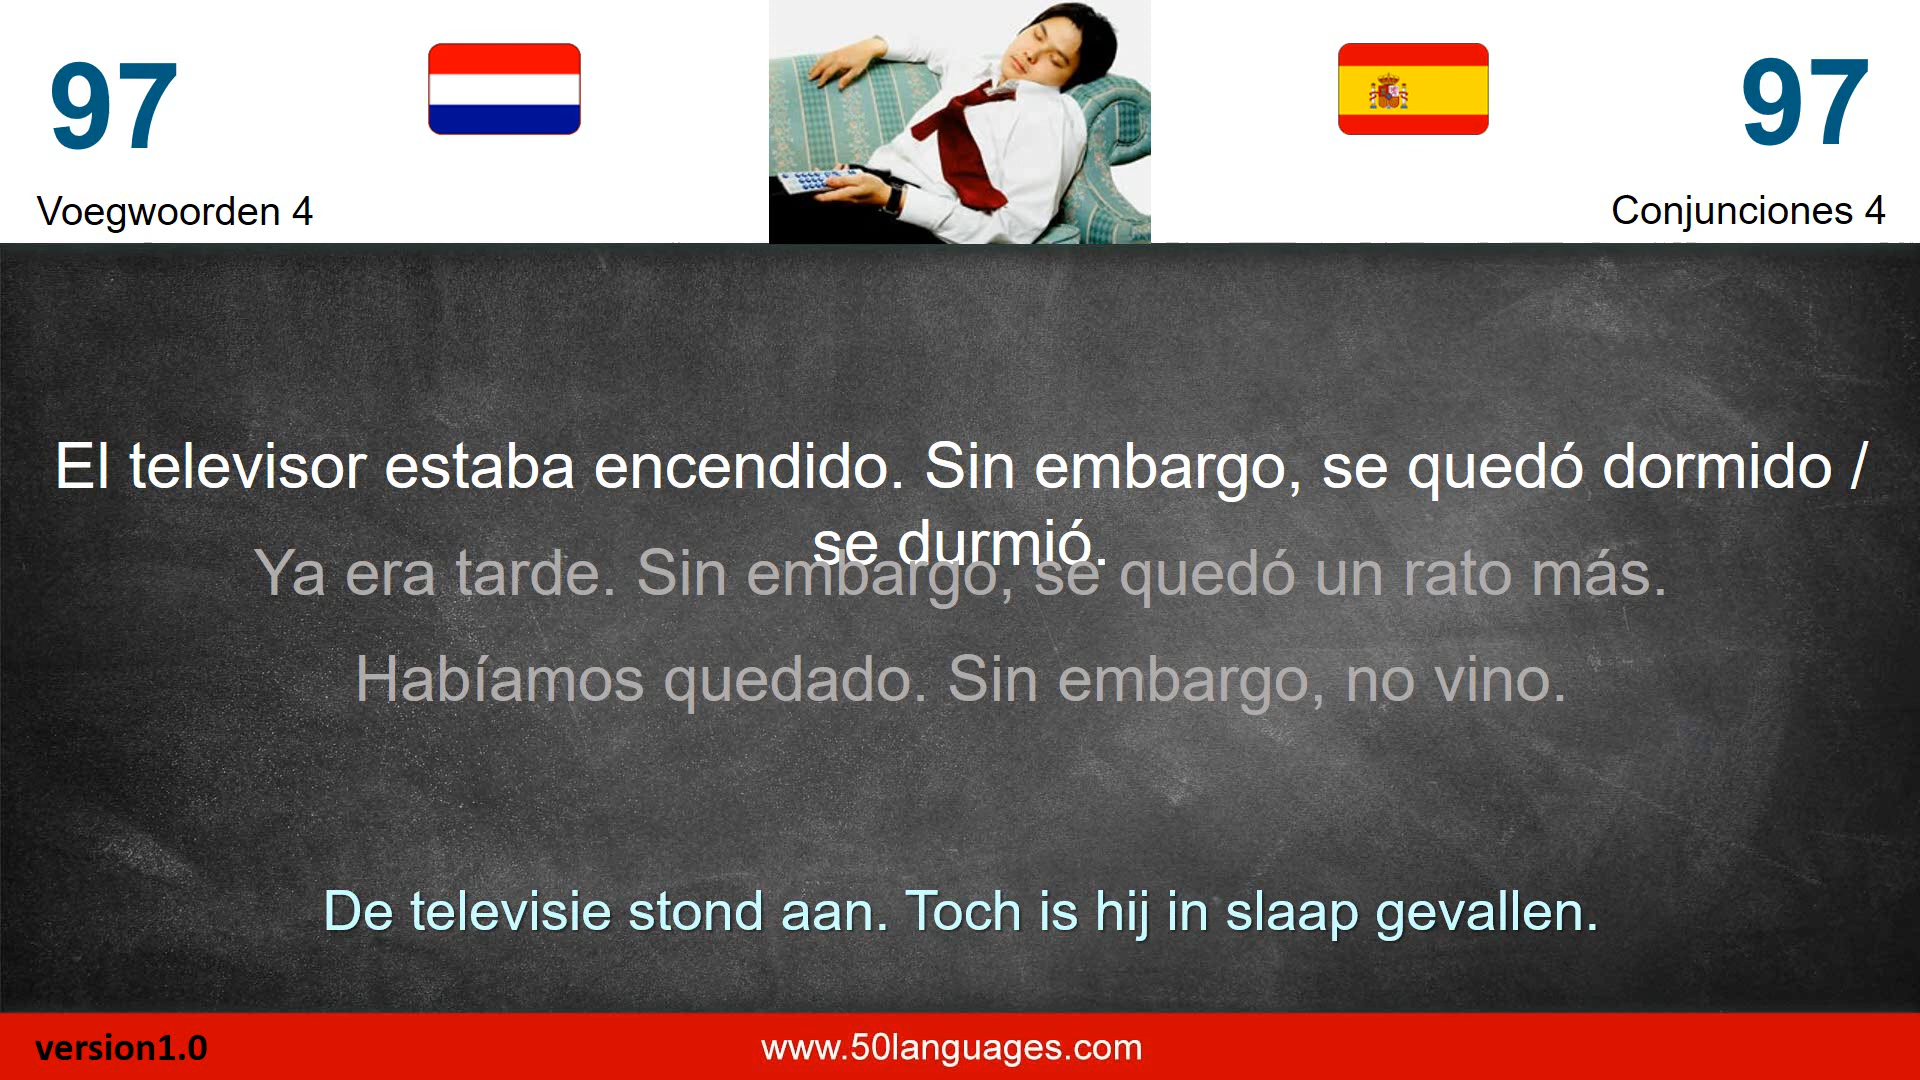 97
97
Voegwoorden 4
Conjunciones 4
El televisor estaba encendido. Sin embargo, se quedó dormido /
se durmió.
Ya era tarde. Sin embargo, se quedó un rato más.
Habíamos quedado. Sin embargo, no vino.
De televisie stond aan. Toch is hij in slaap gevallen.
version1.0
www.50languages.com